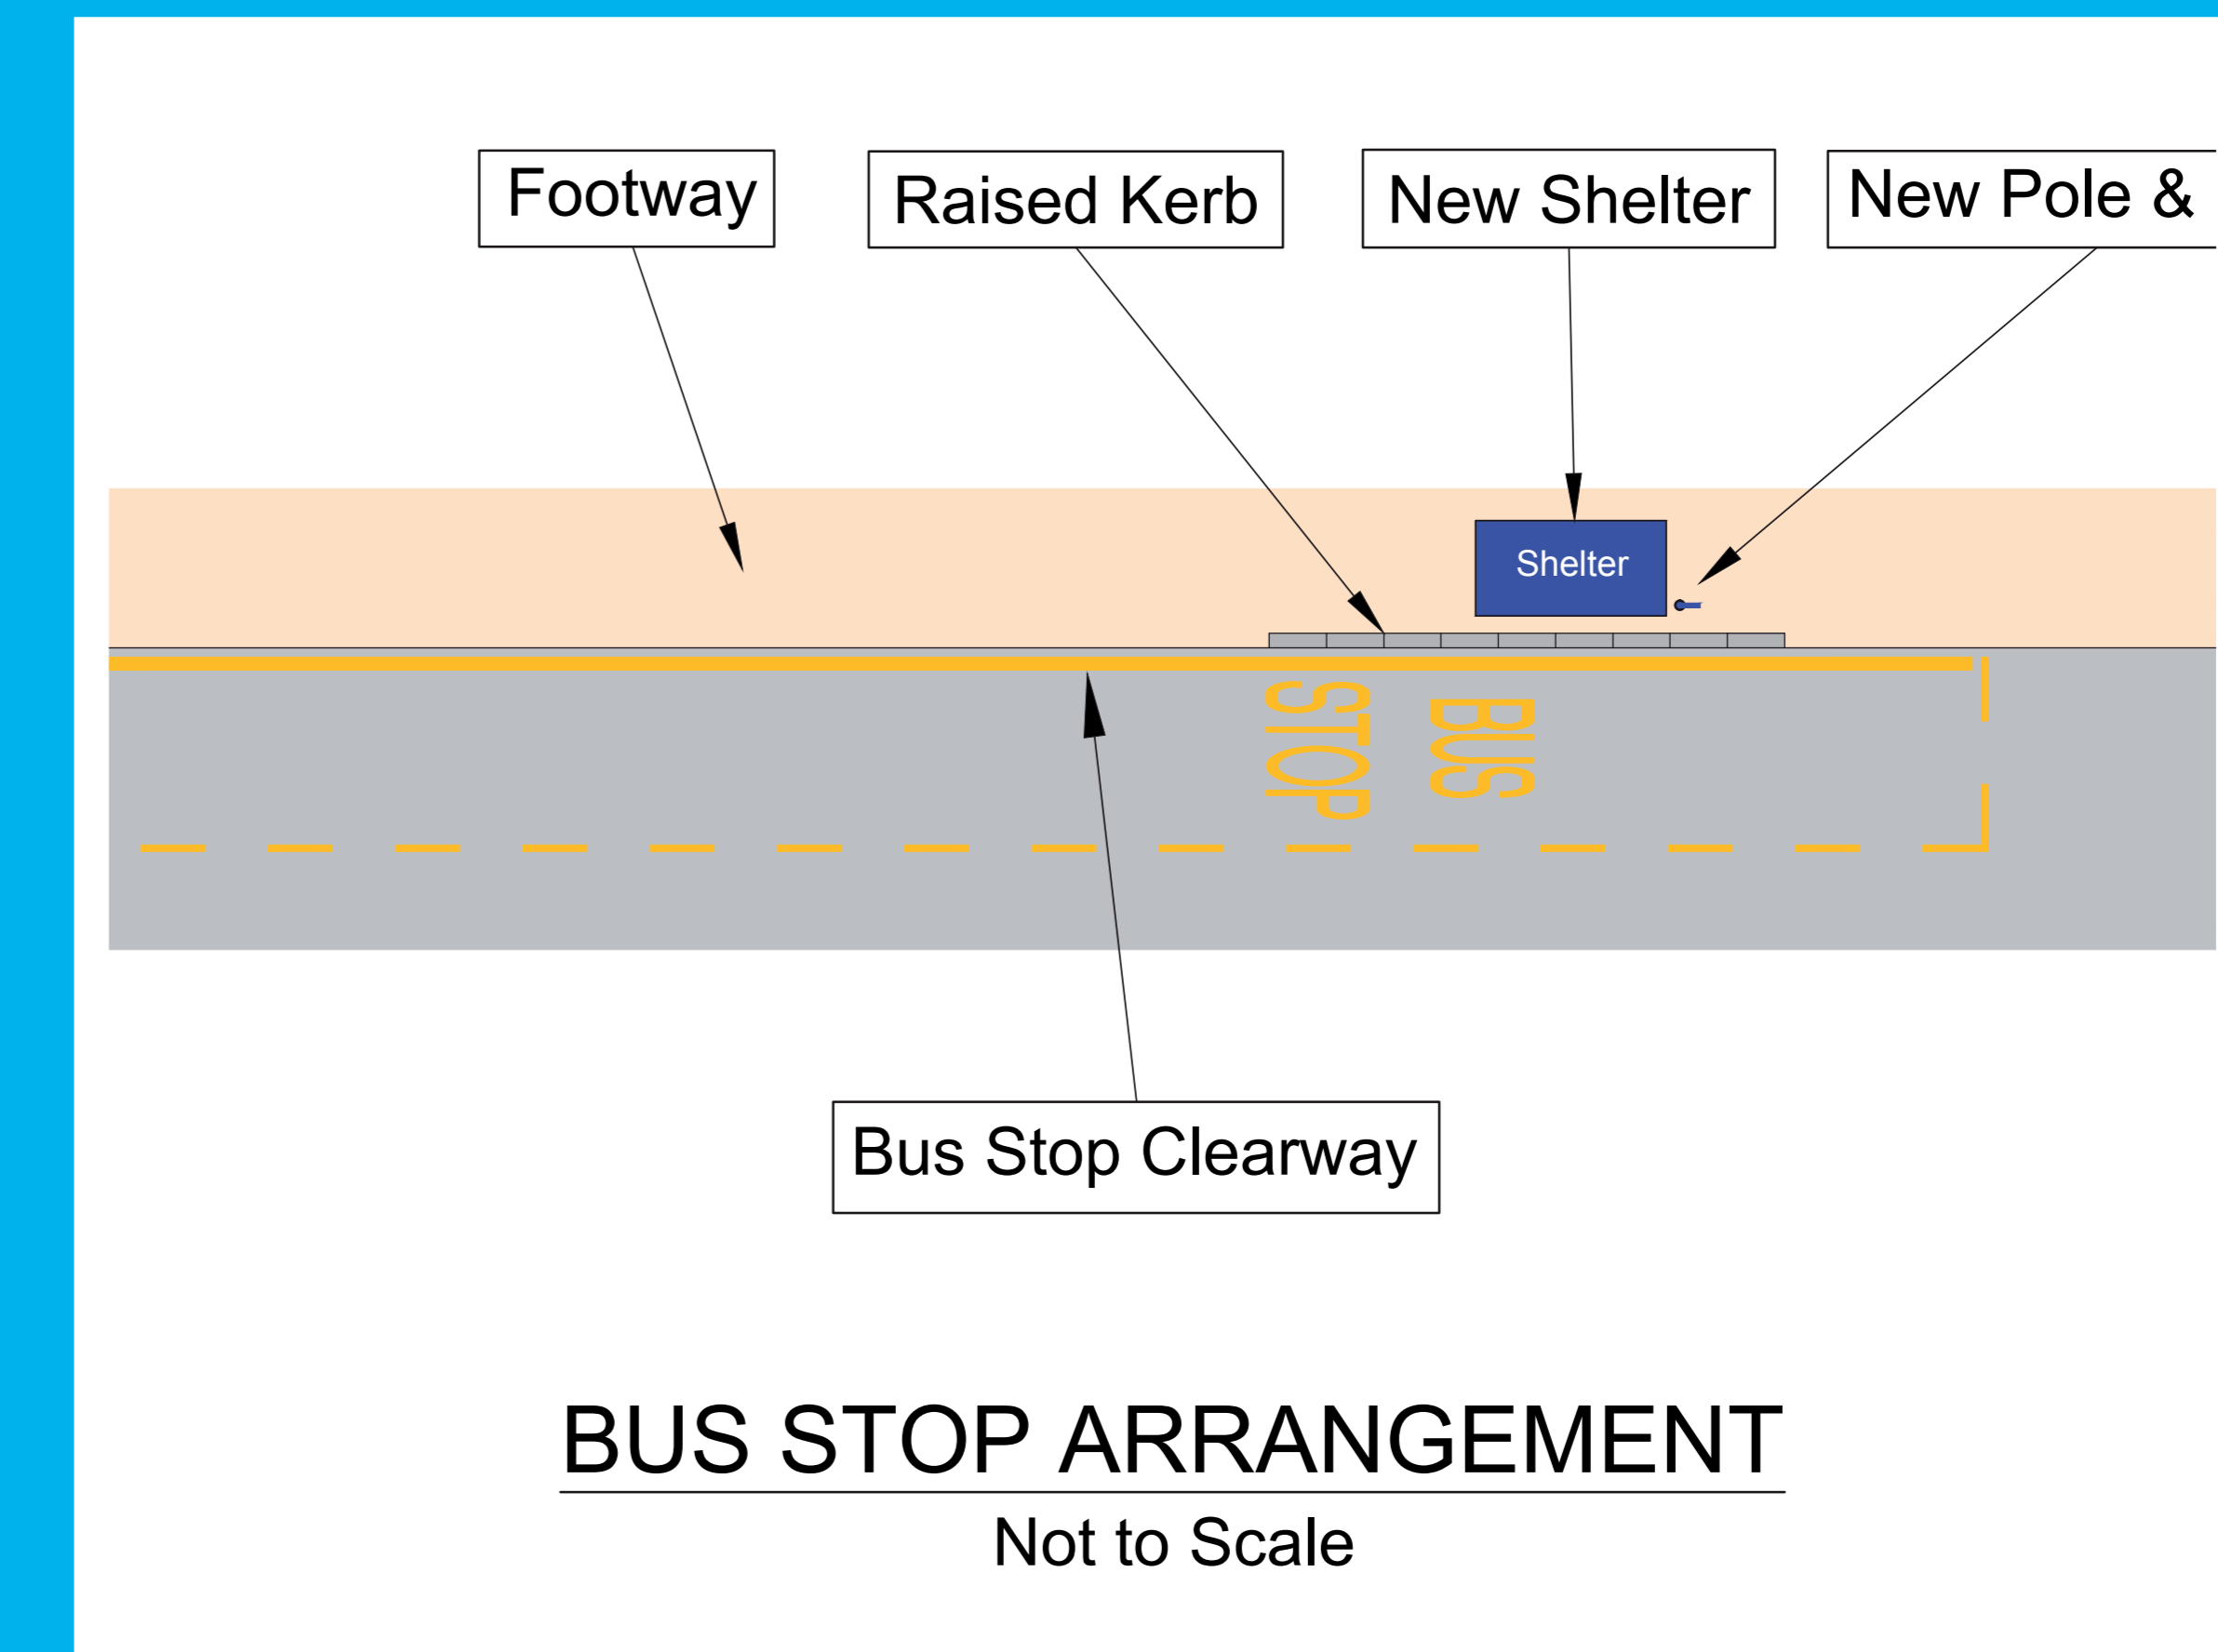 Footway
Raised Kerb
New Shelter
New Pole &
Shelter
BUS
STOP
Bus Stop Clearway
BUS STOP ARRANGEMENT
Not to Scale